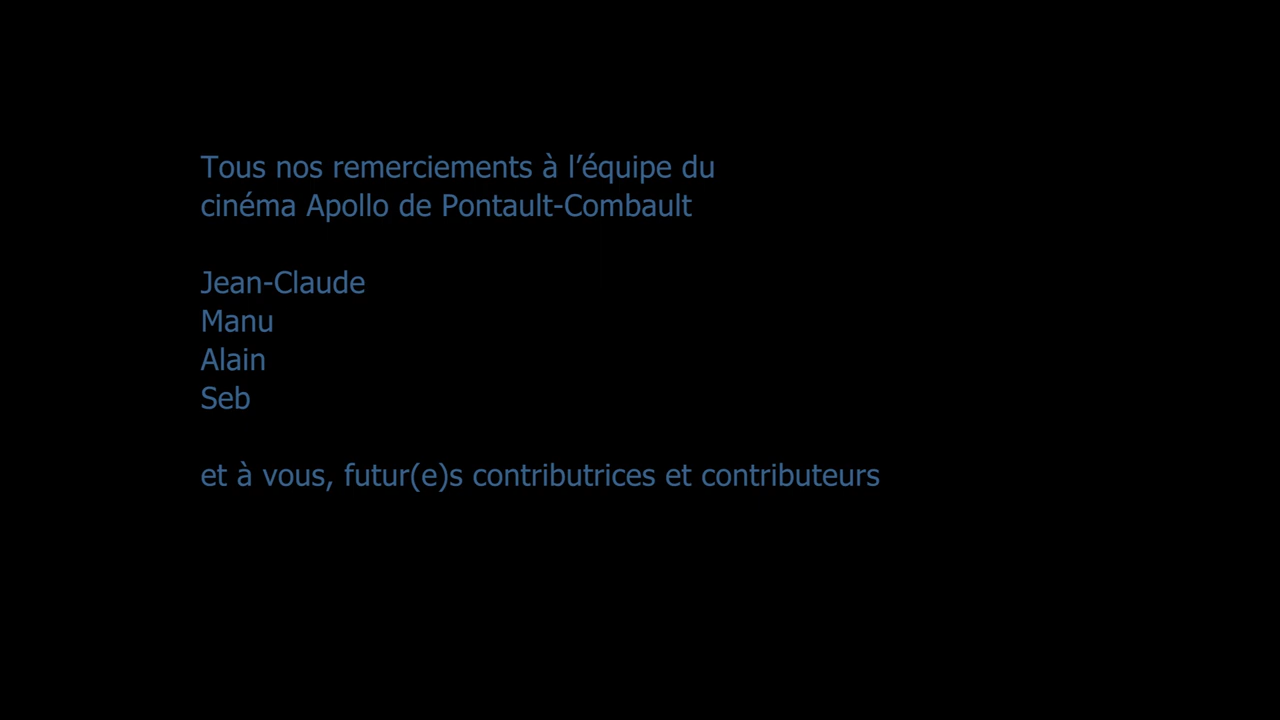 Tous nos remerciements à l’équipe du
cinéma Apollo de Pontault-Combault
Jean-Claude
Manu
Alain
Seb
et à vous, futur(e)s contributrices et contributeurs